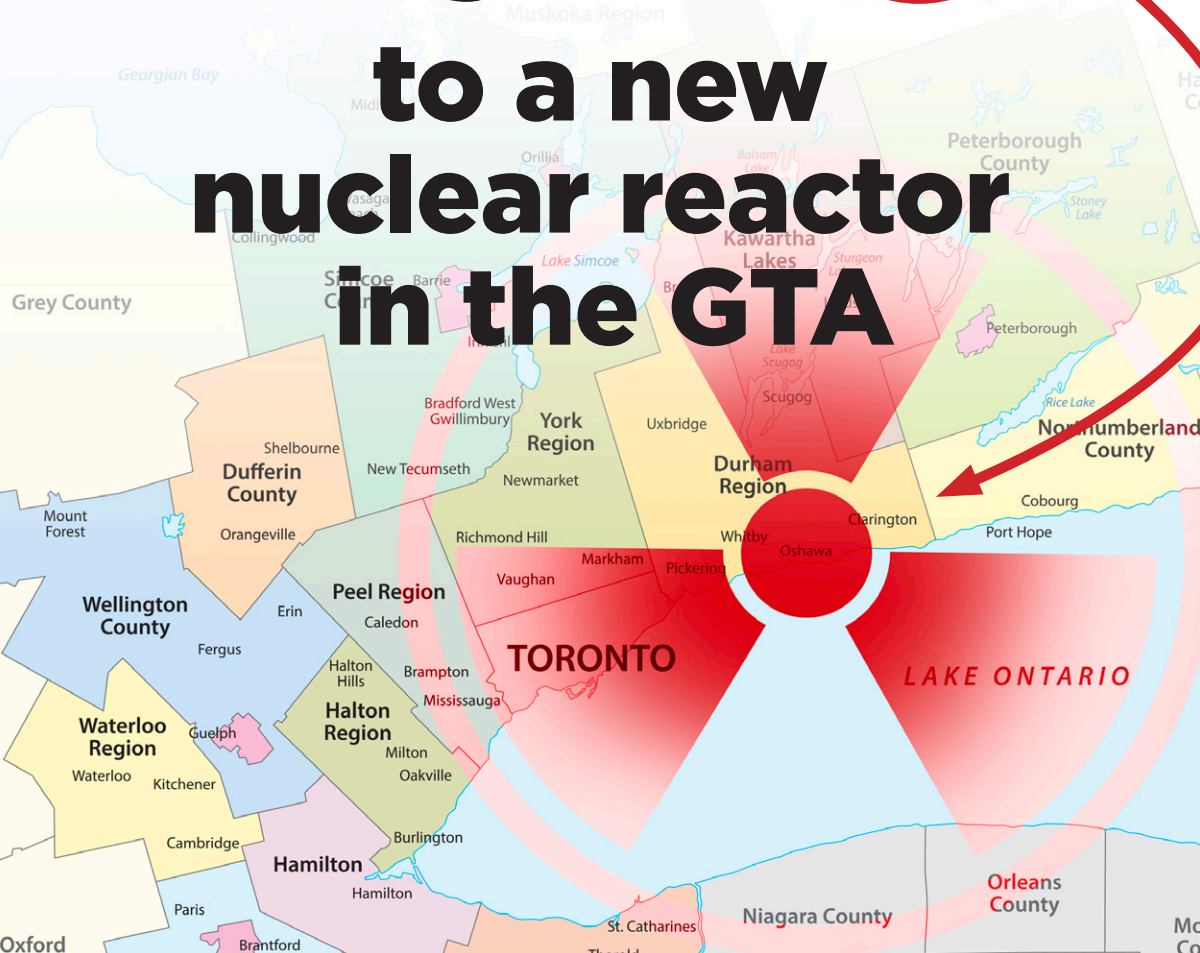 Muskoka Region
Georgian Bay
to a new
Orillia
Balsam
Lake
Peterborough
County
nuclear reactor
Stoney
Lake
Collingwood
Kawartha
Lakes
Lake Simcoe
Barrie
Grey County
in the GTA
Peterborough
Lake
Scugog
Scugog
Rice Lake
Bradford West
Gwillimbury
York
Region
Uxbridge
Northumberland
County
Shelbourne
Dufferin
County
New Tecumseth
Newmarket
Durham
Region
Cobourg
Mount
Forest
Orangeville
Richmond Hill
Whitby
Oshawa
Clarington
Port Hope
Markham
Pickering
Vaughan
Wellington
County
Erin
Peel Region
Caledon
Fergus
TORONTO
LAKE ONTARIO
Halton
Hills
Brampton
Mississauga
Waterloo
Region
Guelph
Halton
Region
Milton
Oakville
Waterloo
Kitchener
Cambridge
Burlington
Hamilton
Hamilton
Orleans
County
Paris
Niagara County
St. Catharines
Oxford
Brantford